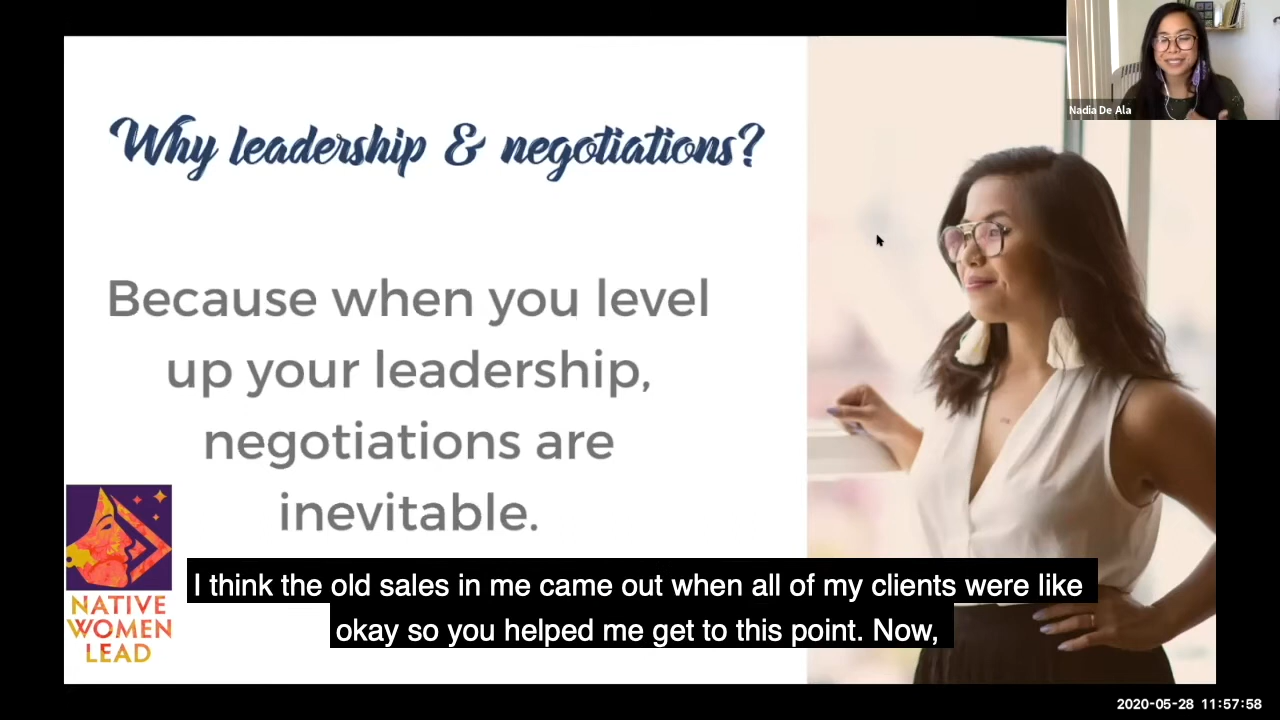 Nadia De Ala
Why leadership & negotiations?
Because when you level
up your leadership,
negotiations are
inevitable.
NATIVE
WOMEN
LEAD
I think the old sales in me came out when all of my clients were like
okay so you helped me get to this point. Now,
2020-05-28 11:57:58